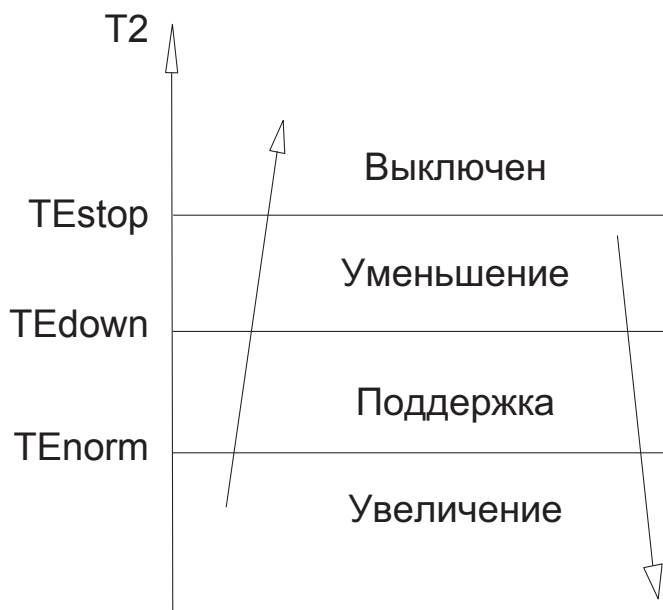 T2
Выключен
TEstop
Уменьшение
TEdown
Поддержка
TEnorm
Увеличение